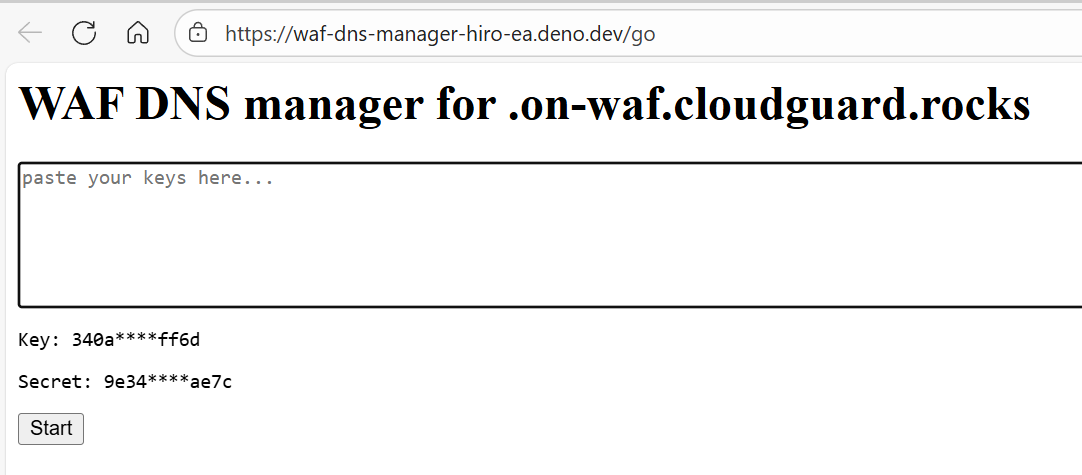 https://waf-dns-manager-hiro-ea.deno.dev/go
WAF DNS manager for .on-waf.cloudguard.rocks
paste your keys here...
Key: 340a****ff6d
Secret: 9e34****ae7c
Start